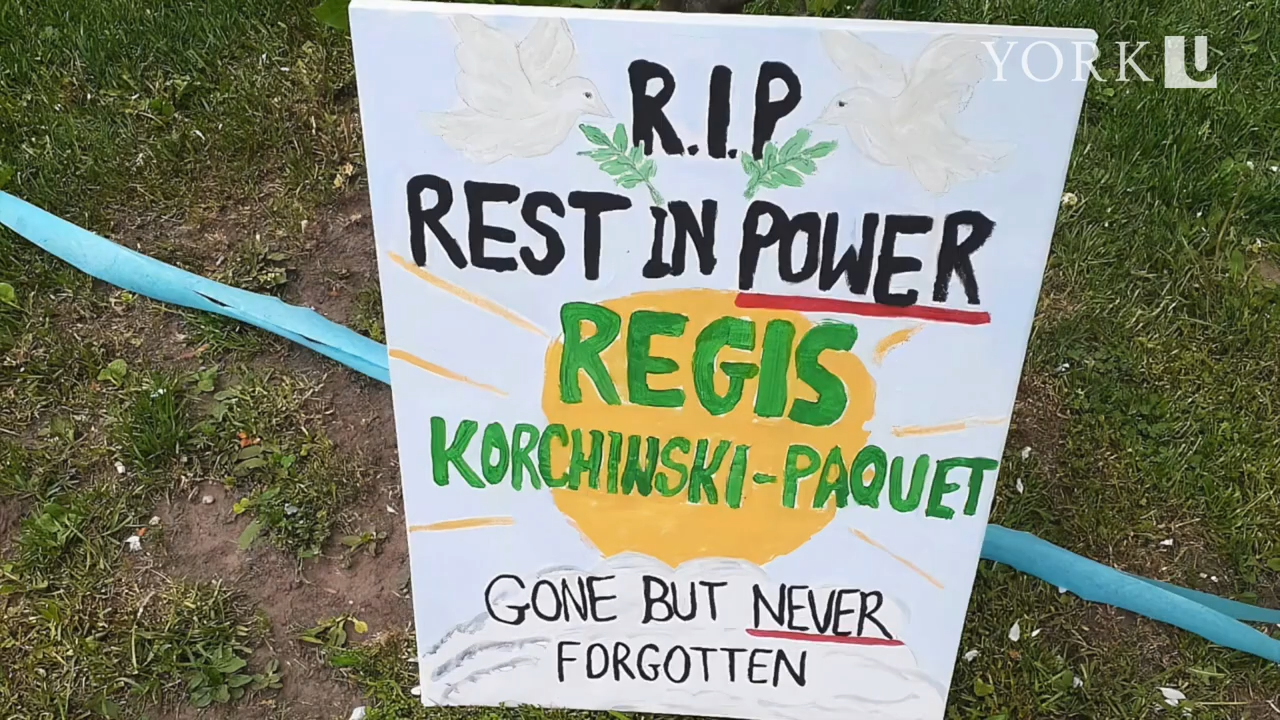 YORK U
R.I.P
REST IN POWER
REGIS
KORCHINSKI-PAQUET
GONE BUT NEVER
FORGOTTEN